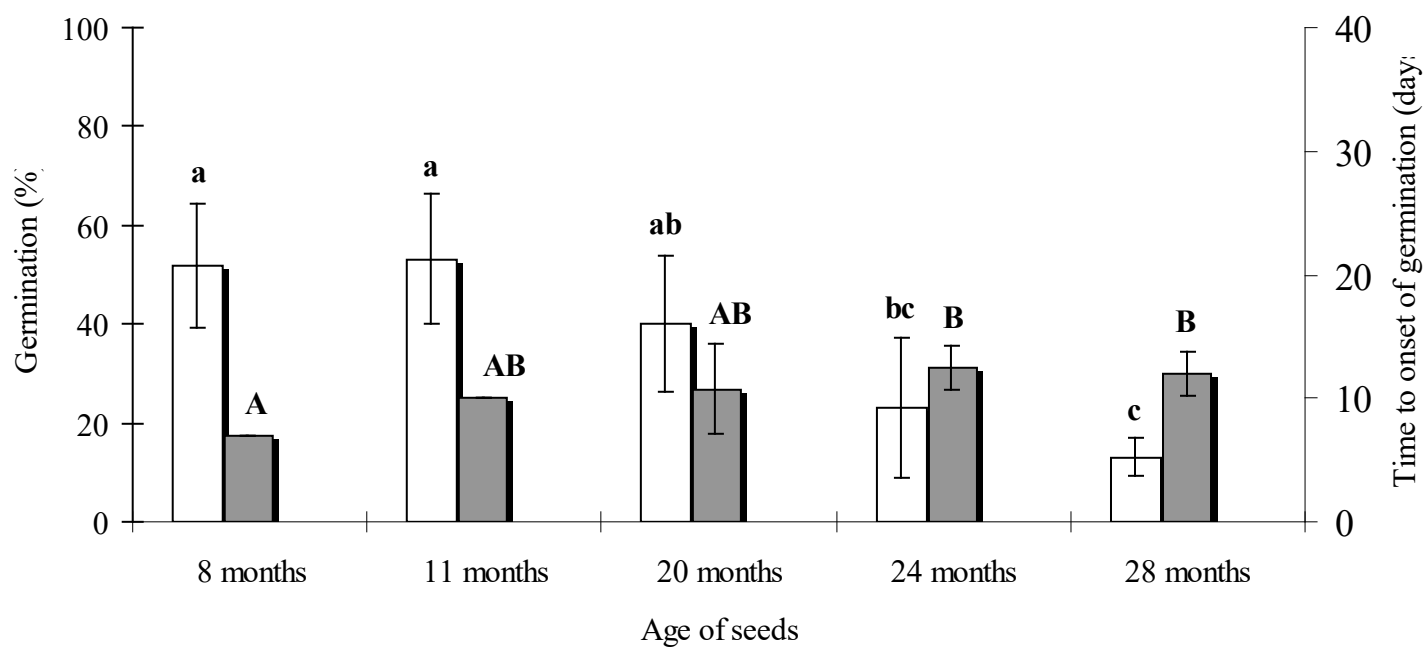 100
80
60
40
20
0
Germination (%
a
A
a
AB
ab
AB
bc
B
c
B
40
30
20
10
0
Time to onset of germination (days
8 months
11 months
20 months
24 months
28 months
Age of seeds